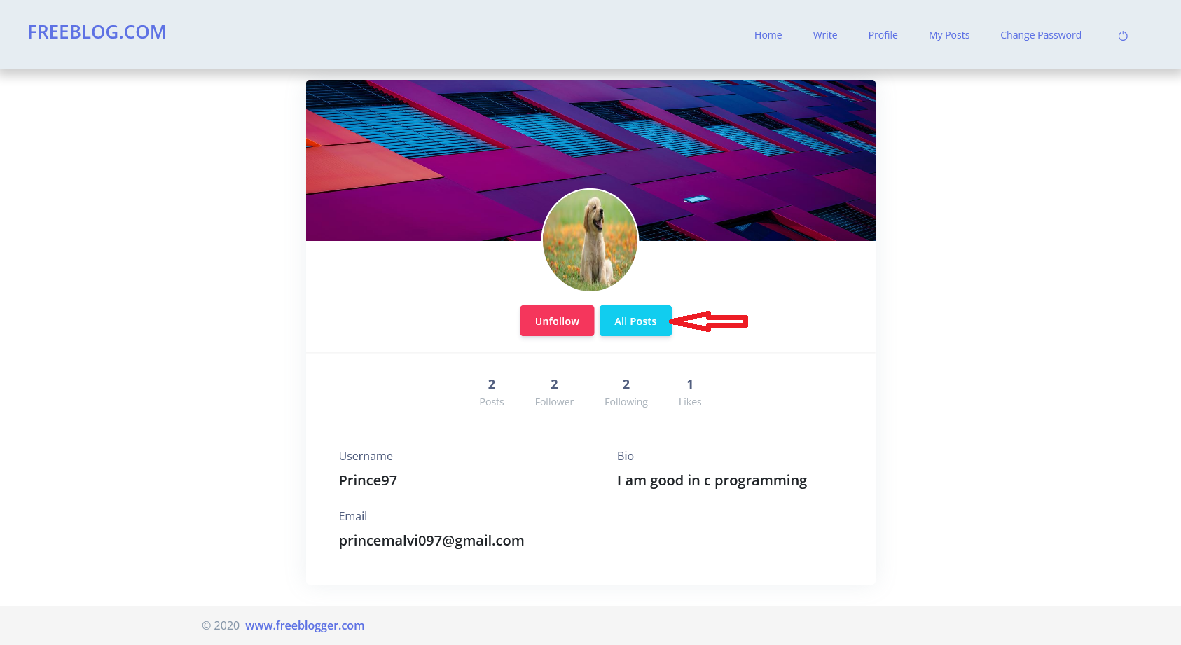 FREEBLOG.COM
Home Write Profile My Posts Change Password
Unfollow All Posts
2 2 2 1
Posts Follower Following Likes
Username Bio
Prince97 I am good in c programming
Email
princemalvi097@gmail.com
© 2020 www.freeblogger.com